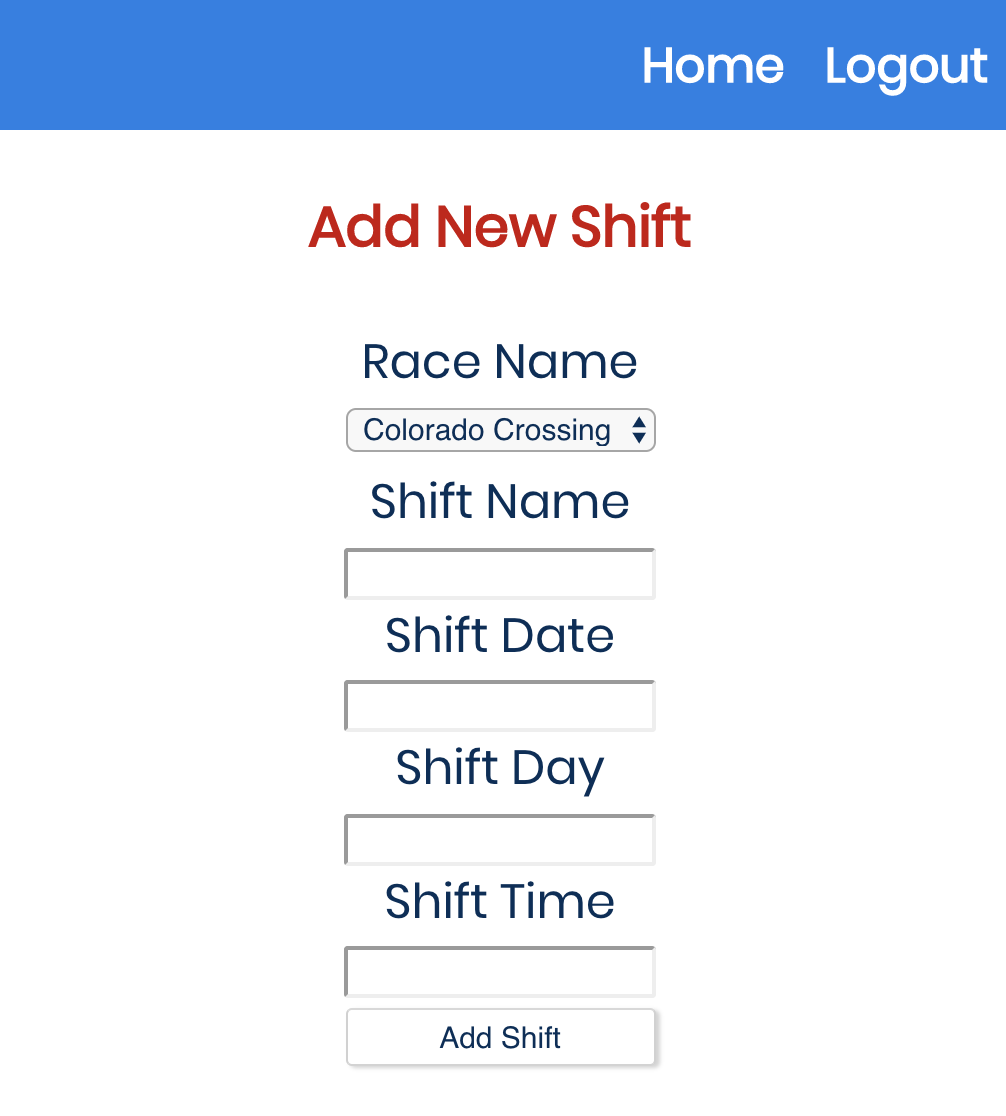 Home Logout
Add New Shift
Race Name
Colorado Crossing
Shift Name
Shift Date
Shift Day
Shift Time
Add Shift